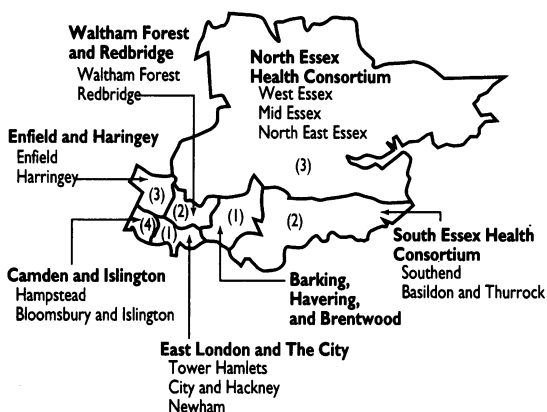 Waltham Forest
and Redbridge
Waltham Forest
Redbridge
North Essex
Health Consortium
West Essex
Mid Essex
North East Essex
(3)
Enfield and Haringey
Enfield
Harringey
(3)
(2)
(1)
(2)
(4)
(1)
South Essex Health
Consortium
Southend
Basildon and Thurrock
Camden and Islington
Hampstead
Bloomsbury and Islington
Barking,
Havering,
and Brentwood
East London and The City
Tower Hamlets
City and Hackney
Newham